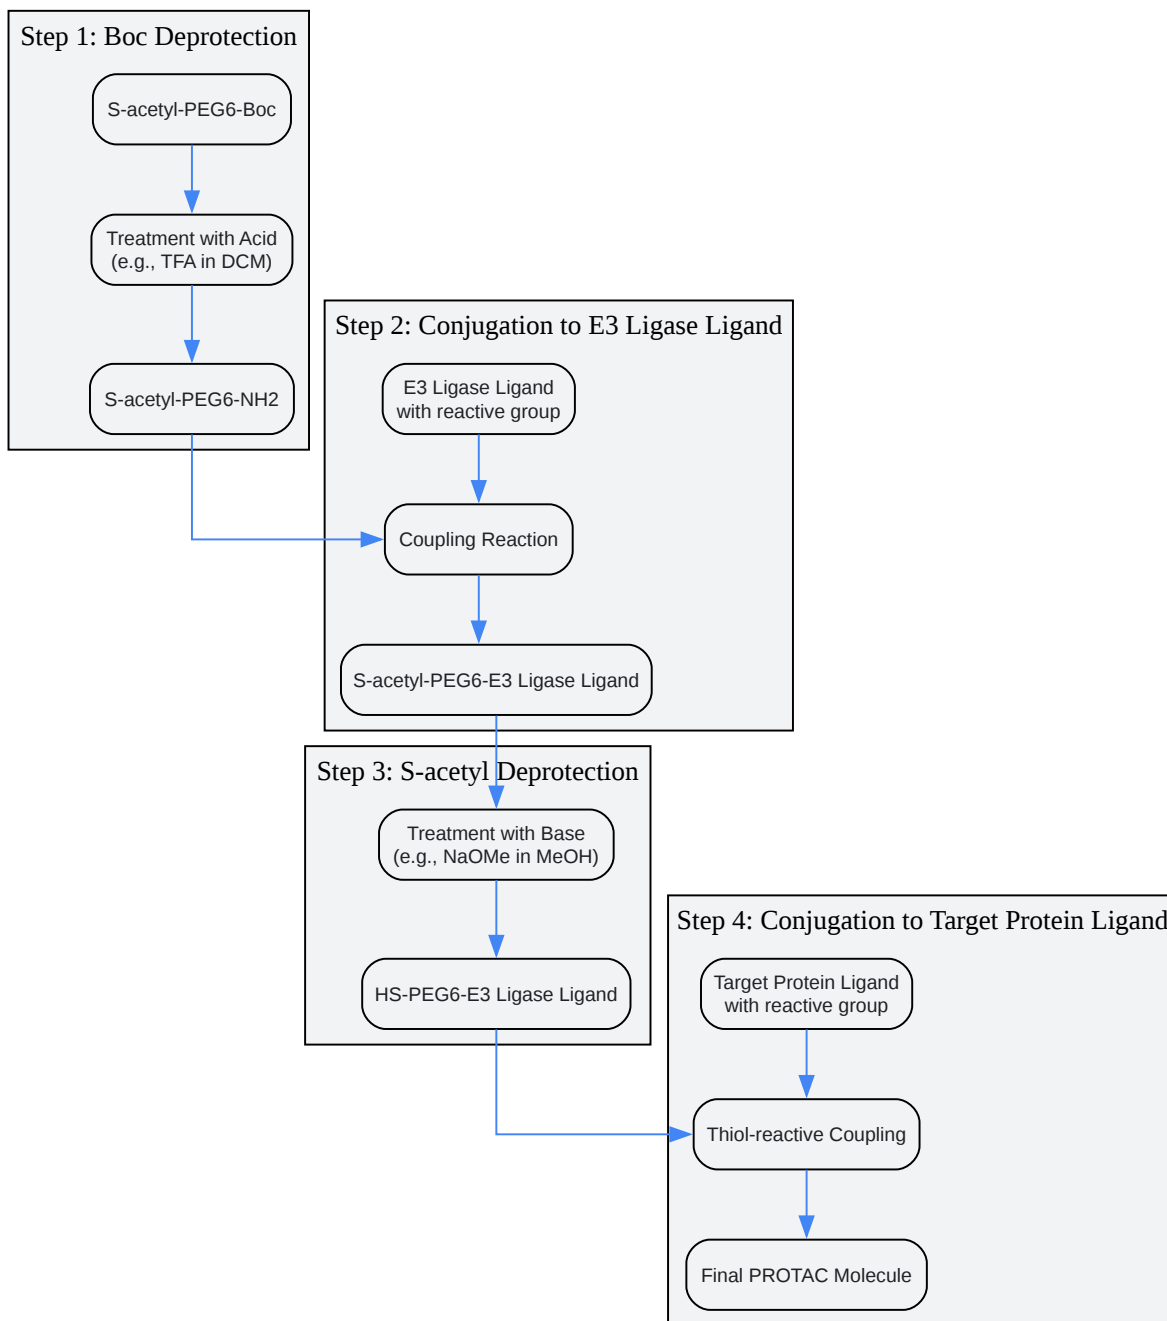 Step 1: Boc Deprotection
S-acetyl-PEG6-Boc
Treatment with Acid
(e.g., TFA in DCM)
S-acetyl-PEG6-NH2
Step 2: Conjugation to E3 Ligase Ligand
E3 Ligase Ligand
with reactive group
Coupling Reaction
S-acetyl-PEG6-E3 Ligase Ligand
Step 3: S-acetyl Deprotection
Treatment with Base
(e.g., NaOMe in MeOH)
HS-PEG6-E3 Ligase Ligand
Step 4: Conjugation to Target Protein Ligand
Target Protein Ligand
with reactive group
Thiol-reactive Coupling
Final PROTAC Molecule